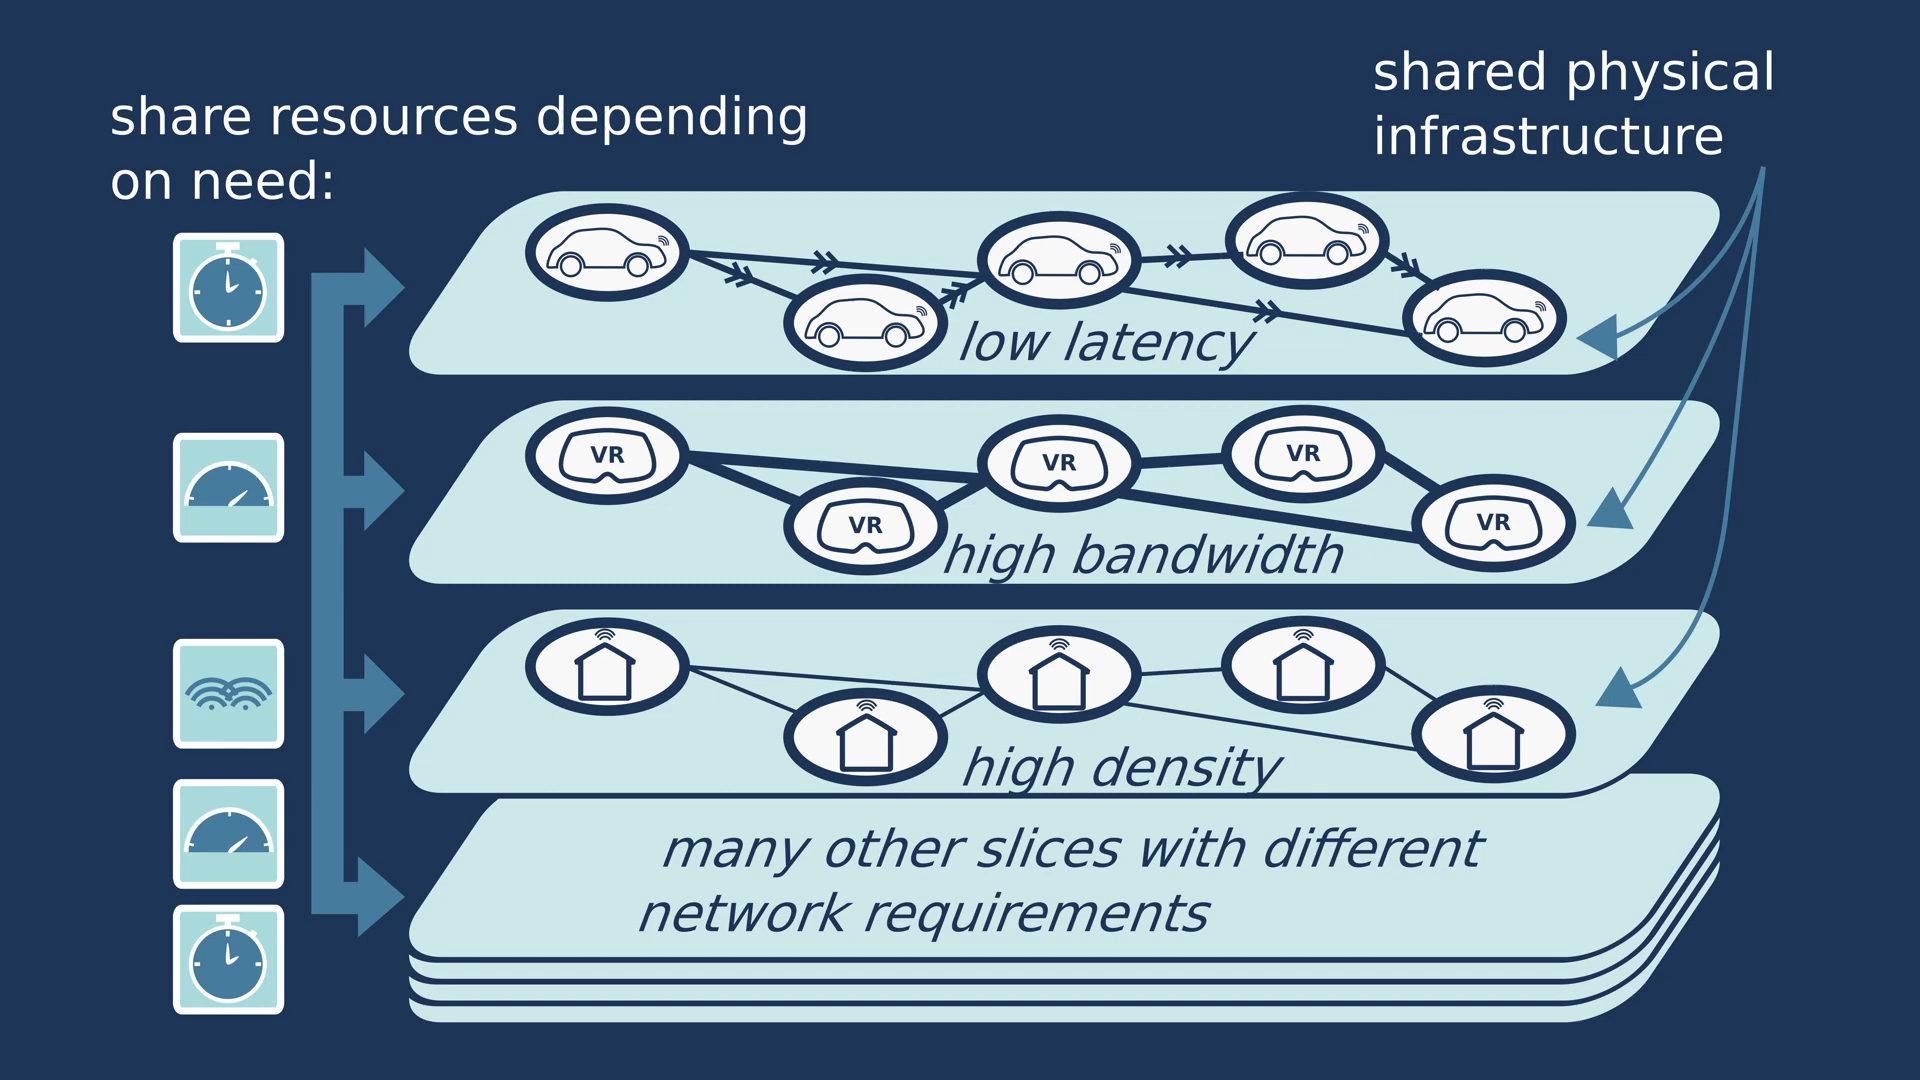 share resources depending
on need:
shared physical
infrastructure
low latency
VR
VR
VR
VR
VR
high bandwidth
high density
many other slices with different
network requirements